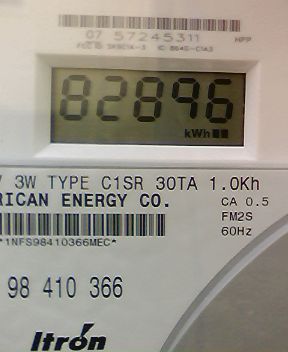 07 57245311
82896
kWh
V 3W TYPE C1SR 30TA 1.0Kh
RICAN ENERGY CO.
CA 0.5
FM2S
60Hz
*1NFS98410366MEC*
98 410 366
Itrón